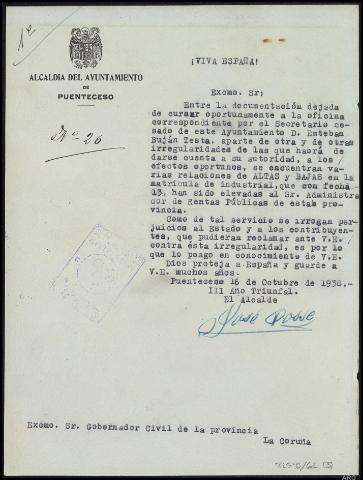 1º
¡VIVA ESPAÑA!
ALCALDIA DEL AYUNTAMIENTO
DE
PUENTECESO
Nº 26
Excmo. Sr:
Entre la documentación dejada
de cursar oportunamente a la oficina
correspondiente por el Secretario ce-
sado de este Ayuntamiento D. Esteban
Buján Testa, aparte de otra y de otras
irregularidades de las que habrá de
darse cuenta a su autoridad, a los
efectos oportunos, se encuentran va-
rias relaciones de ALTAS y BAJAS en la
matrícula de industrial, que con fecha
13, han sido elevadas al Sr. Administra-
dor de Rentas Públicas de esta pro-
vincia.
Como de tal servicio se irrogan per-
juicios al Estado y a los contribuyen-
tes, que pudieran reclamar ante V.E.
contra ésta irregularidad, es por lo
que lo pongo en conocimiento de V.E.
Dios proteja a España y guarde a
V.E. muchos años.
Puenteceso 16 de Octubre de 1938.-
III Año Triunfal.
El Alcalde
José Posse
Excmo. Sr. Gobernador Civil de la provincia
La Coruña